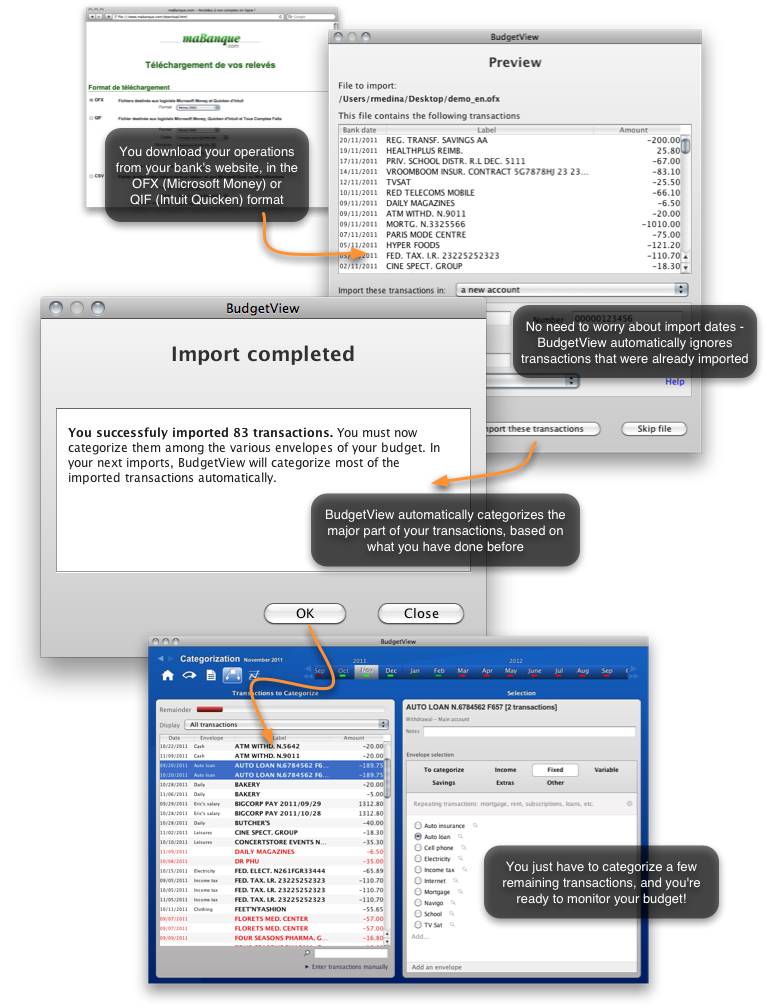 maBanque.com — Accédez à vos comptes en ligne !
maBanque
.com
Téléchargement de vos relevés
Format de téléchargement
OFX
Fichiers destinés aux logiciels Microsoft Money et Quicken d'Intuit
Format
Money 2000
QIF
Fichiers destinés aux logiciels Microsoft Money, Quicken d'Intuit et Tous Comptes Faits
Format
CSV
You download your operations
from your bank's website, in the
OFX (Microsoft Money) or
QIF (Intuit Quicken) format
BudgetView
Preview
File to import:
/Users/rmedina/Desktop/demo_en.ofx
This file contains the following transactions
Bank date Label Amount
20/11/2011 REG. TRANSF. SAVINGS AA -200.00
19/11/2011 HEALTHPLUS REIMB. 25.80
17/11/2011 PRIV. SCHOOL DISTR. R.I. DEC. 5111 -67.00
14/11/2011 VROOMBOOM INSUR. CONTRACT 5G7878HJ 23 23... -83.10
12/11/2011 TVSAT -25.50
11/11/2011 RED TELECOMS MOBILE -66.10
09/11/2011 DAILY MAGAZINES -6.50
09/11/2011 ATM WITHD. N.9011 -20.00
09/11/2011 MORTG. N.3325566 -1010.00
07/11/2011 PARIS MODE CENTRE -75.00
05/11/2011 HYPER FOODS -121.20
05/11/2011 FED. TAX. I.R. 23225252323 -110.70
02/11/2011 CINE SPECT. GROUP -18.30
Import these transactions in: a new account
Number 00000123456
No need to worry about import dates -
BudgetView automatically ignores
transactions that were already imported
Help
port these transactions
Skip file
BudgetView
Import completed
You successfuly imported 83 transactions. You must now
categorize them among the various envelopes of your budget. In
your next imports, BudgetView will categorize most of the
imported transactions automatically.
BudgetView automatically categorizes the
major part of your transactions, based on
what you have done before
OK
Close
BudgetView
Categorization November 2011
2011 2012
Sep Oct Nov Dec Jan Feb Mar Apr May June Jul Aug Sep
Transactions to Categorize
Remainder
Display All transactions
Date Envelope Label Amount
10/22/2011 Cash ATM WITHD. N.5642 -20.00
11/09/2011 Cash ATM WITHD. N.9011 -20.00
09/20/2011 Auto loan AUTO LOAN N.6784562 F6... -189.75
10/20/2011 Auto loan AUTO LOAN N.6784562 F6... -189.75
10/28/2011 Daily BAKERY -20.00
11/06/2011 Daily BAKERY -5.00
09/29/2011 Eric's salary BIGCORP PAY 2011/09/29 1312.80
10/28/2011 Eric's salary BIGCORP PAY 2011/10/28 1312.80
10/28/2011 Daily BUTCHER'S -40.00
11/02/2011 Leisures CINE SPECT. GROUP -18.30
10/10/2011 Leisures CONCERTSTORE EVENTS N... -35.30
11/09/2011 DAILY MAGAZINES -6.50
10/04/2011 DR PHU -35.00
10/15/2011 Electricity FED. ELECT. N261FGR33444 -65.89
09/05/2011 Income tax FED. TAX. I.R. 23225252323 -110.70
10/05/2011 Income tax FED. TAX. I.R. 23225252323 -110.70
11/05/2011 Income tax FED. TAX. I.R. 23225252323 -110.70
10/11/2011 Clothing FEET'N'FASHION -55.65
09/07/2011 FLORETS MED. CENTER -57.00
09/07/2011 FLORETS MED. CENTER -57.00
09/09/2011 FOUR SEASONS PHARMA. G... -16.80
Enter transactions manually
Selection
AUTO LOAN N.6784562 F657 [2 transactions]
Withdrawal - Main account
Notes
Envelope selection
To categorize Income Fixed Variable
Savings Extras Other
Repeating transactions: mortgage, rent, subscriptions, loans, etc.
Auto insurance
Auto loan
Cell phone
Electricity
Income tax
Internet
Mortgage
Navigo
School
TV Sat
Add...
Add an envelope
You just have to categorize a few
remaining transactions, and you're
ready to monitor your budget!